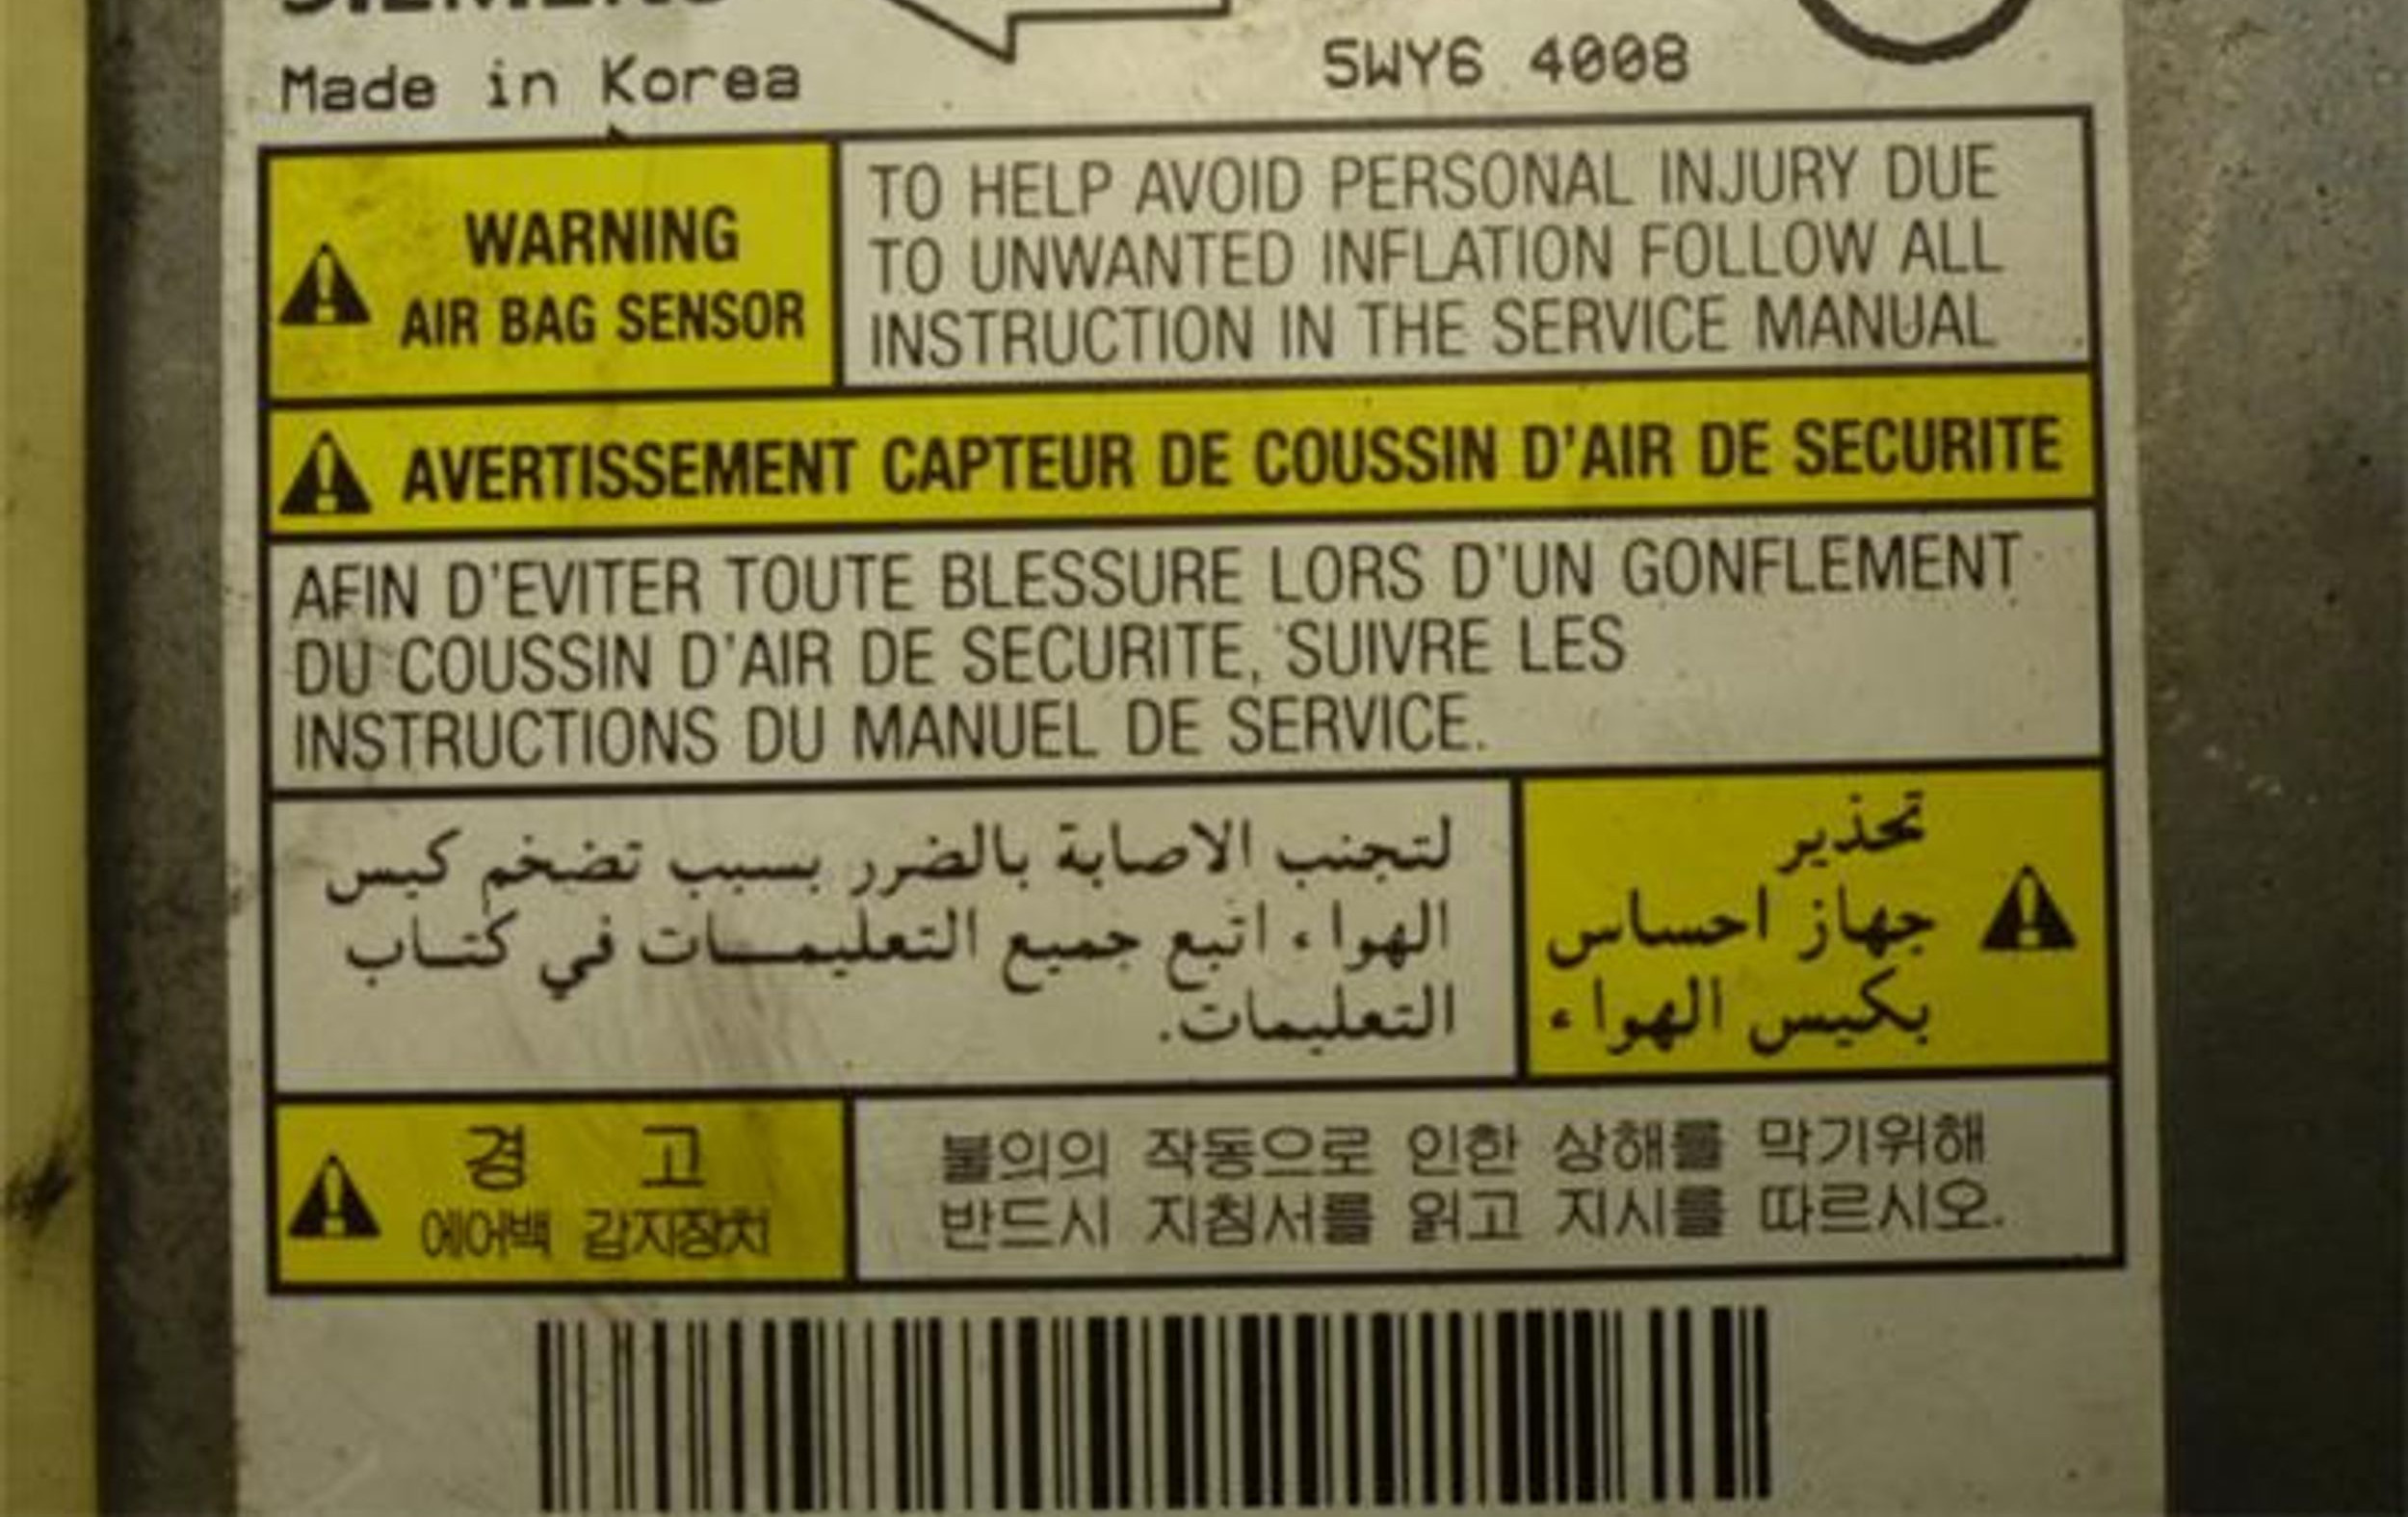 SIEMENS
Made in Korea
5WY6 4008
WARNING
AIR BAG SENSOR
TO HELP AVOID PERSONAL INJURY DUE
TO UNWANTED INFLATION FOLLOW ALL
INSTRUCTION IN THE SERVICE MANUAL
AVERTISSEMENT CAPTEUR DE COUSSIN D'AIR DE SECURITE
AFIN D'EVITER TOUTE BLESSURE LORS D'UN GONFLEMENT
DU COUSSIN D'AIR DE SECURITE, SUIVRE LES
INSTRUCTIONS DU MANUEL DE SERVICE.
تحذير
جهاز احساس
بكيس الهواء
لتجنب الاصابة بالضرر بسبب تضخم كيس
الهواء اتبع جميع التعليمات في كتاب
التعليمات.
경 고
에어백 감지장치
불의의 작동으로 인한 상해를 막기위해
반드시 지침서를 읽고 지시를 따르시오.